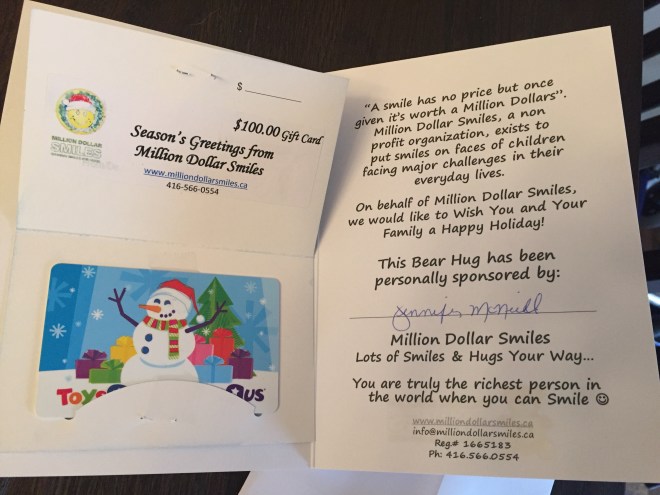 $
$100.00 Gift Card
MILLION DOLLAR
SMILES
Season's Greetings from
Million Dollar Smiles
www.milliondollarsmiles.ca
416-566-0554
Toys
US
"A smile has no price but once
given it's worth a Million Dollars".
Million Dollar Smiles, a non
profit organization, exists to
put smiles on faces of children
facing major challenges in their
everyday lives.
On behalf of Million Dollar Smiles,
we would like to Wish You and Your
Family a Happy Holiday!
This Bear Hug has been
personally sponsored by:
Jennifer
Million Dollar Smiles
Lots of Smiles & Hugs Your Way...
You are truly the richest person in
the world when you can Smile ☺
www.milliondollarsmiles.ca
info@milliondollarsmiles.ca
Reg.# 1665183
Ph: 416.566.0554